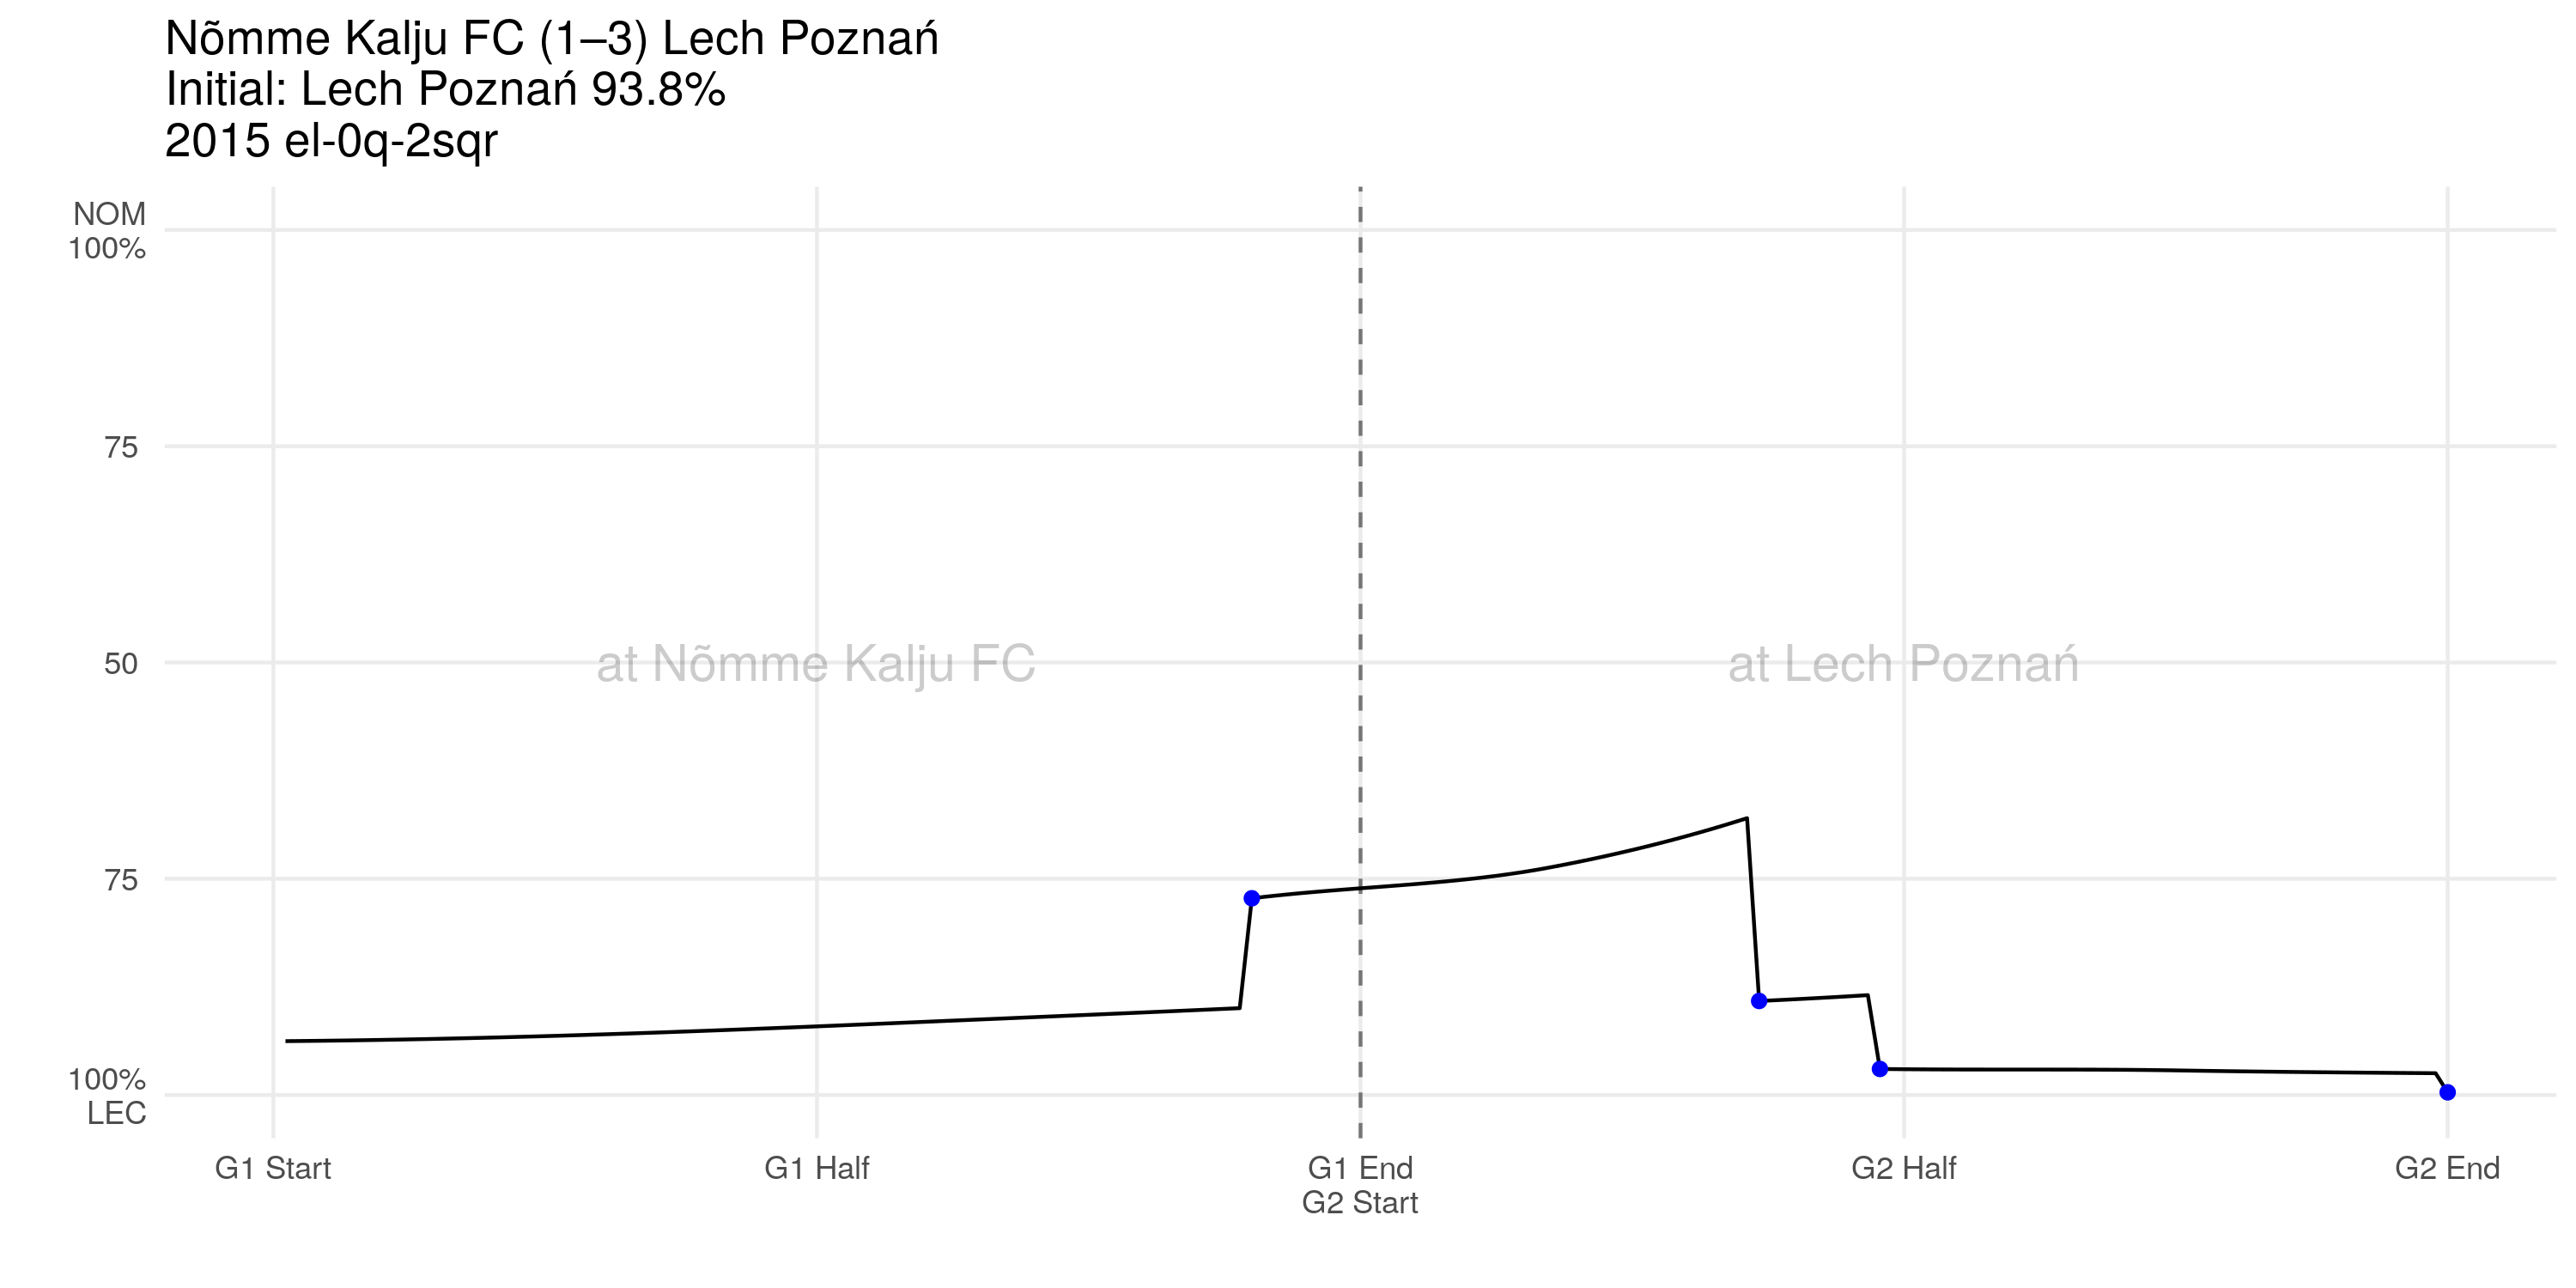 Nõmme Kalju FC (1–3) Lech Poznań
Initial: Lech Poznań 93.8%
2015 el-0q-2sqr
NOM
100%
75
50
75
100%
LEC
at Nõmme Kalju FC
at Lech Poznań
G1 Start
G1 Half
G1 End
G2 Start
G2 Half
G2 End